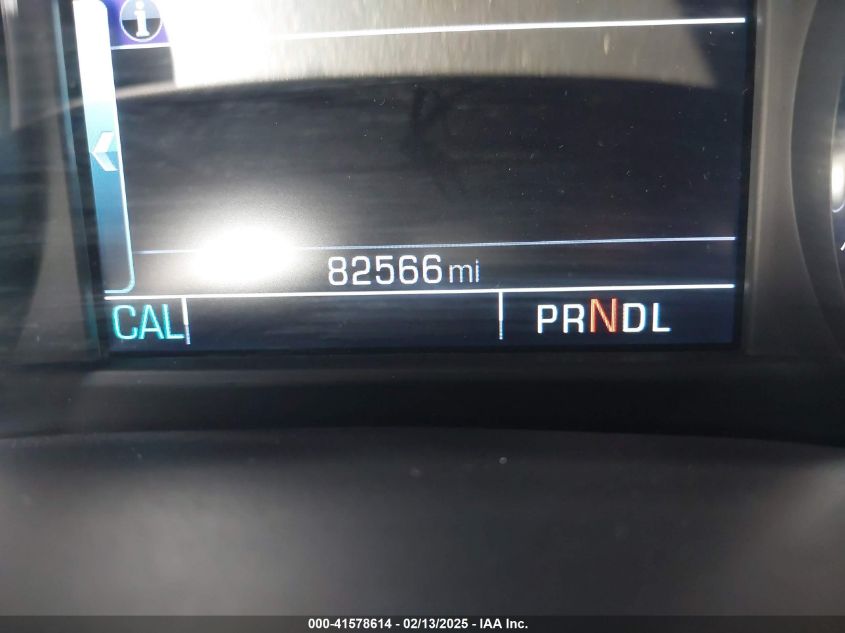 i
82566 mi
CAL PRNDL
000-41578614 - 02/13/2025 - IAA Inc.